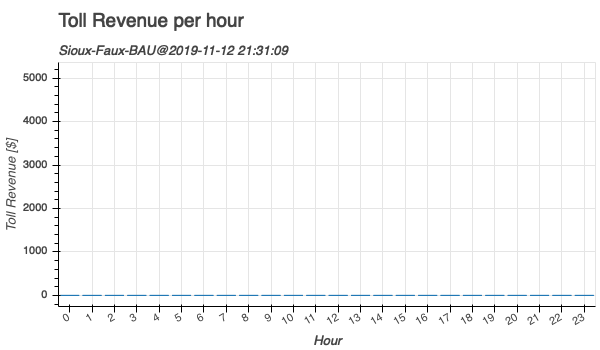 Toll Revenue per hour
Sioux-Faux-BAU@2019-11-12 21:31:09
Toll Revenue [$]
5000
4000
3000
2000
1000
0
0 1 2 3 4 5 6 7 8 9 10 11 12 13 14 15 16 17 18 19 20 21 22 23
Hour